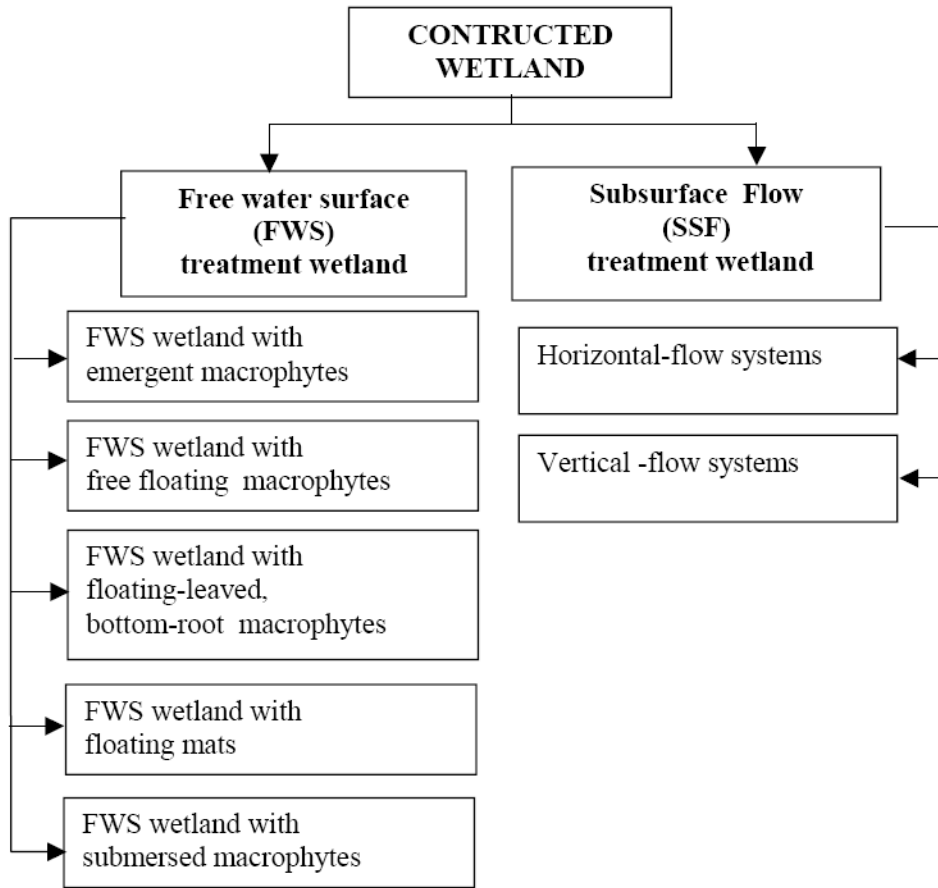 CONTRUCTED
WETLAND
Free water surface
(FWS)
treatment wetland
Subsurface Flow
(SSF)
treatment wetland
FWS wetland with
emergent macrophytes
FWS wetland with
free floating macrophytes
FWS wetland with
floating-leaved,
bottom-root macrophytes
FWS wetland with
floating mats
FWS wetland with
submersed macrophytes
Horizontal-flow systems
Vertical -flow systems